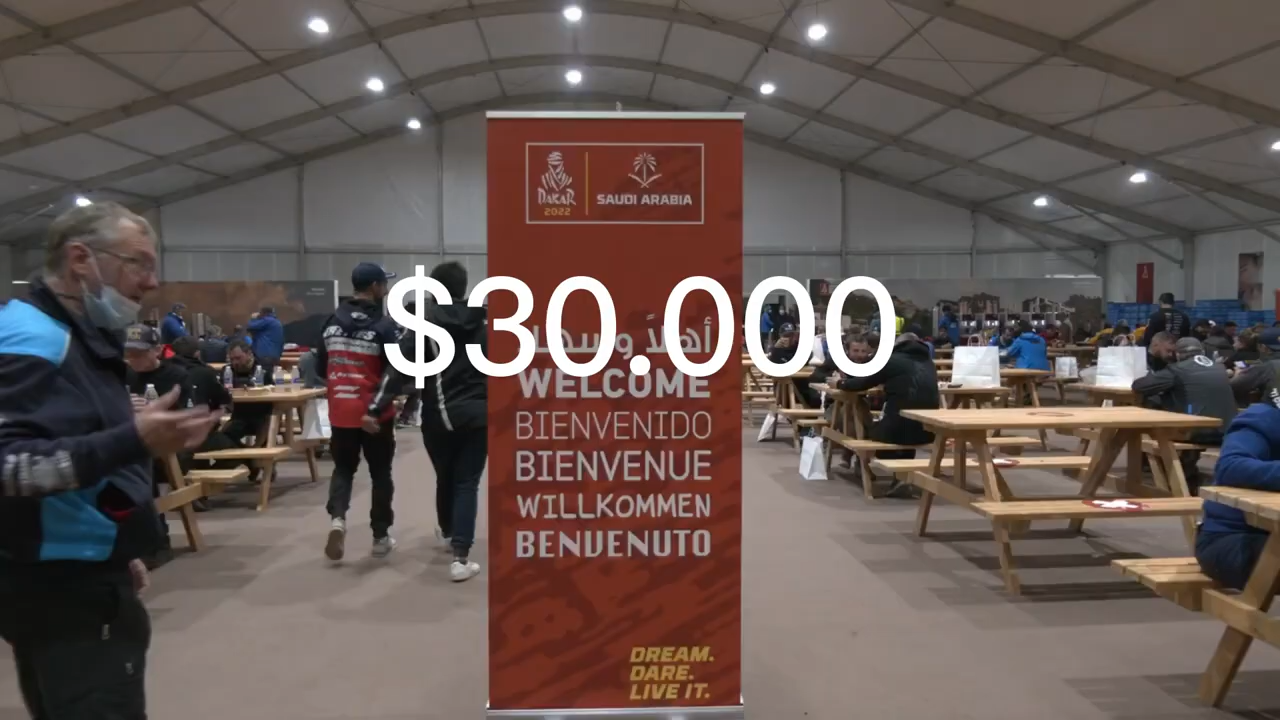 DAKAR
2022
SAUDI ARABIA
$30.000
أهلاً وسهلا
WELCOME
BIENVENIDO
BIENVENUE
WILLKOMMEN
BENVENUTO
DREAM.
DARE.
LIVE IT.